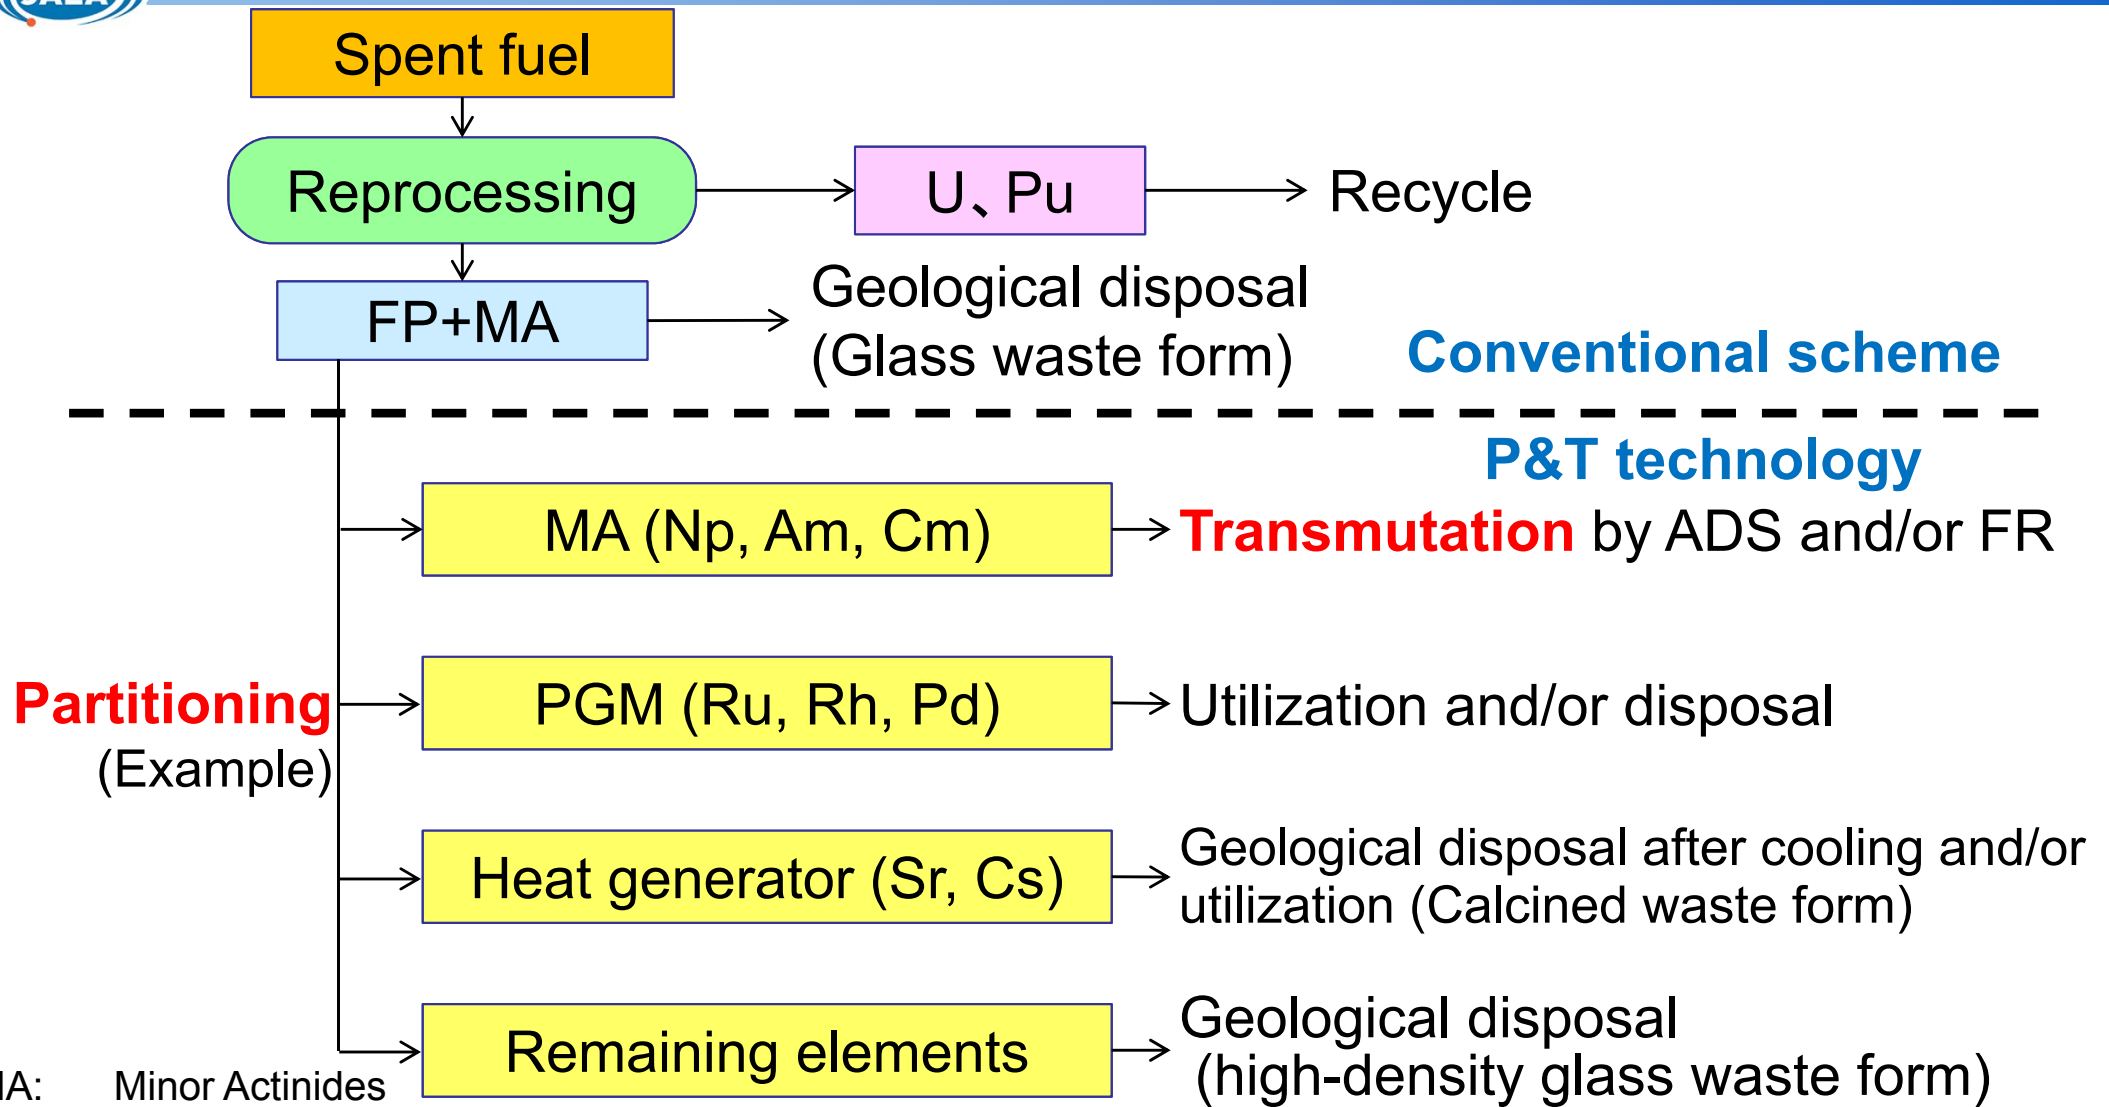 Spent fuel
Reprocessing
U、Pu
Recycle
FP+MA
Geological disposal
(Glass waste form)
Conventional scheme
P&T technology
MA (Np, Am, Cm)
Transmutation by ADS and/or FR
Partitioning
(Example)
PGM (Ru, Rh, Pd)
Utilization and/or disposal
Heat generator (Sr, Cs)
Geological disposal after cooling and/or
utilization (Calcined waste form)
Remaining elements
Geological disposal
(high-density glass waste form)
Minor Actinides